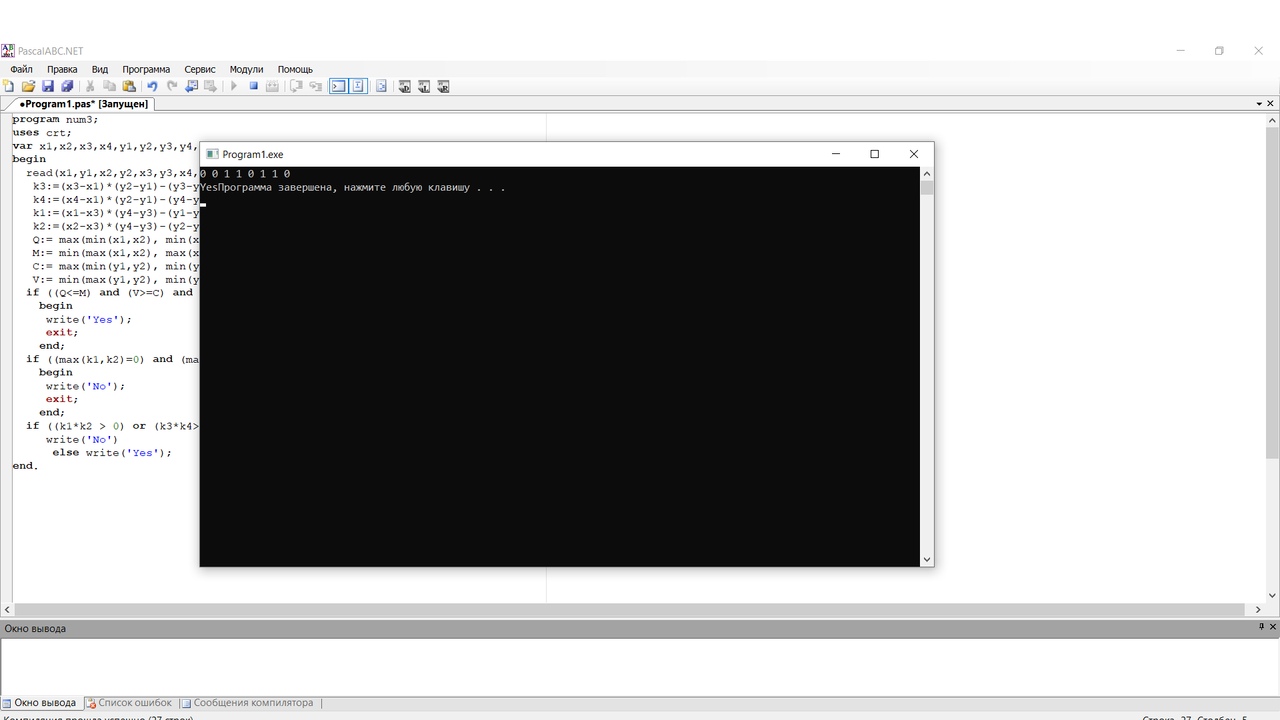 PascalABC.NET
Файл Правка Вид Программа Сервис Модули Помощь
•Program1.pas* [Запущен]
program num3;
uses crt;
var x1,x2,x3,x4,y1,y2,y3,y4,
begin
read(x1,y1,x2,y2,x3,y3,x4,
k3:=(x3-x1)*(y2-y1)-(y3-y
k4:=(x4-x1)*(y2-y1)-(y4-y
k1:=(x1-x3)*(y4-y3)-(y1-y
k2:=(x2-x3)*(y4-y3)-(y2-y
Q:= max(min(x1,x2), min(x
M:= min(max(x1,x2), max(x
C:= max(min(y1,y2), min(y
V:= min(max(y1,y2), min(y
if ((Q<=M) and (V>=C) and
begin
write('Yes');
exit;
end;
if ((max(k1,k2)=0) and (ma
begin
write('No');
exit;
end;
if ((k1*k2 > 0) or (k3*k4>
write('No')
else write('Yes');
end.
Program1.exe
0 0 1 1 0 1 1 0
YesПрограмма завершена, нажмите любую клавишу . . .
Окно вывода
Окно вывода Список ошибок Сообщения компилятора
Компиляция прошла успешно (27 строк) Строка 27 Столбец 5